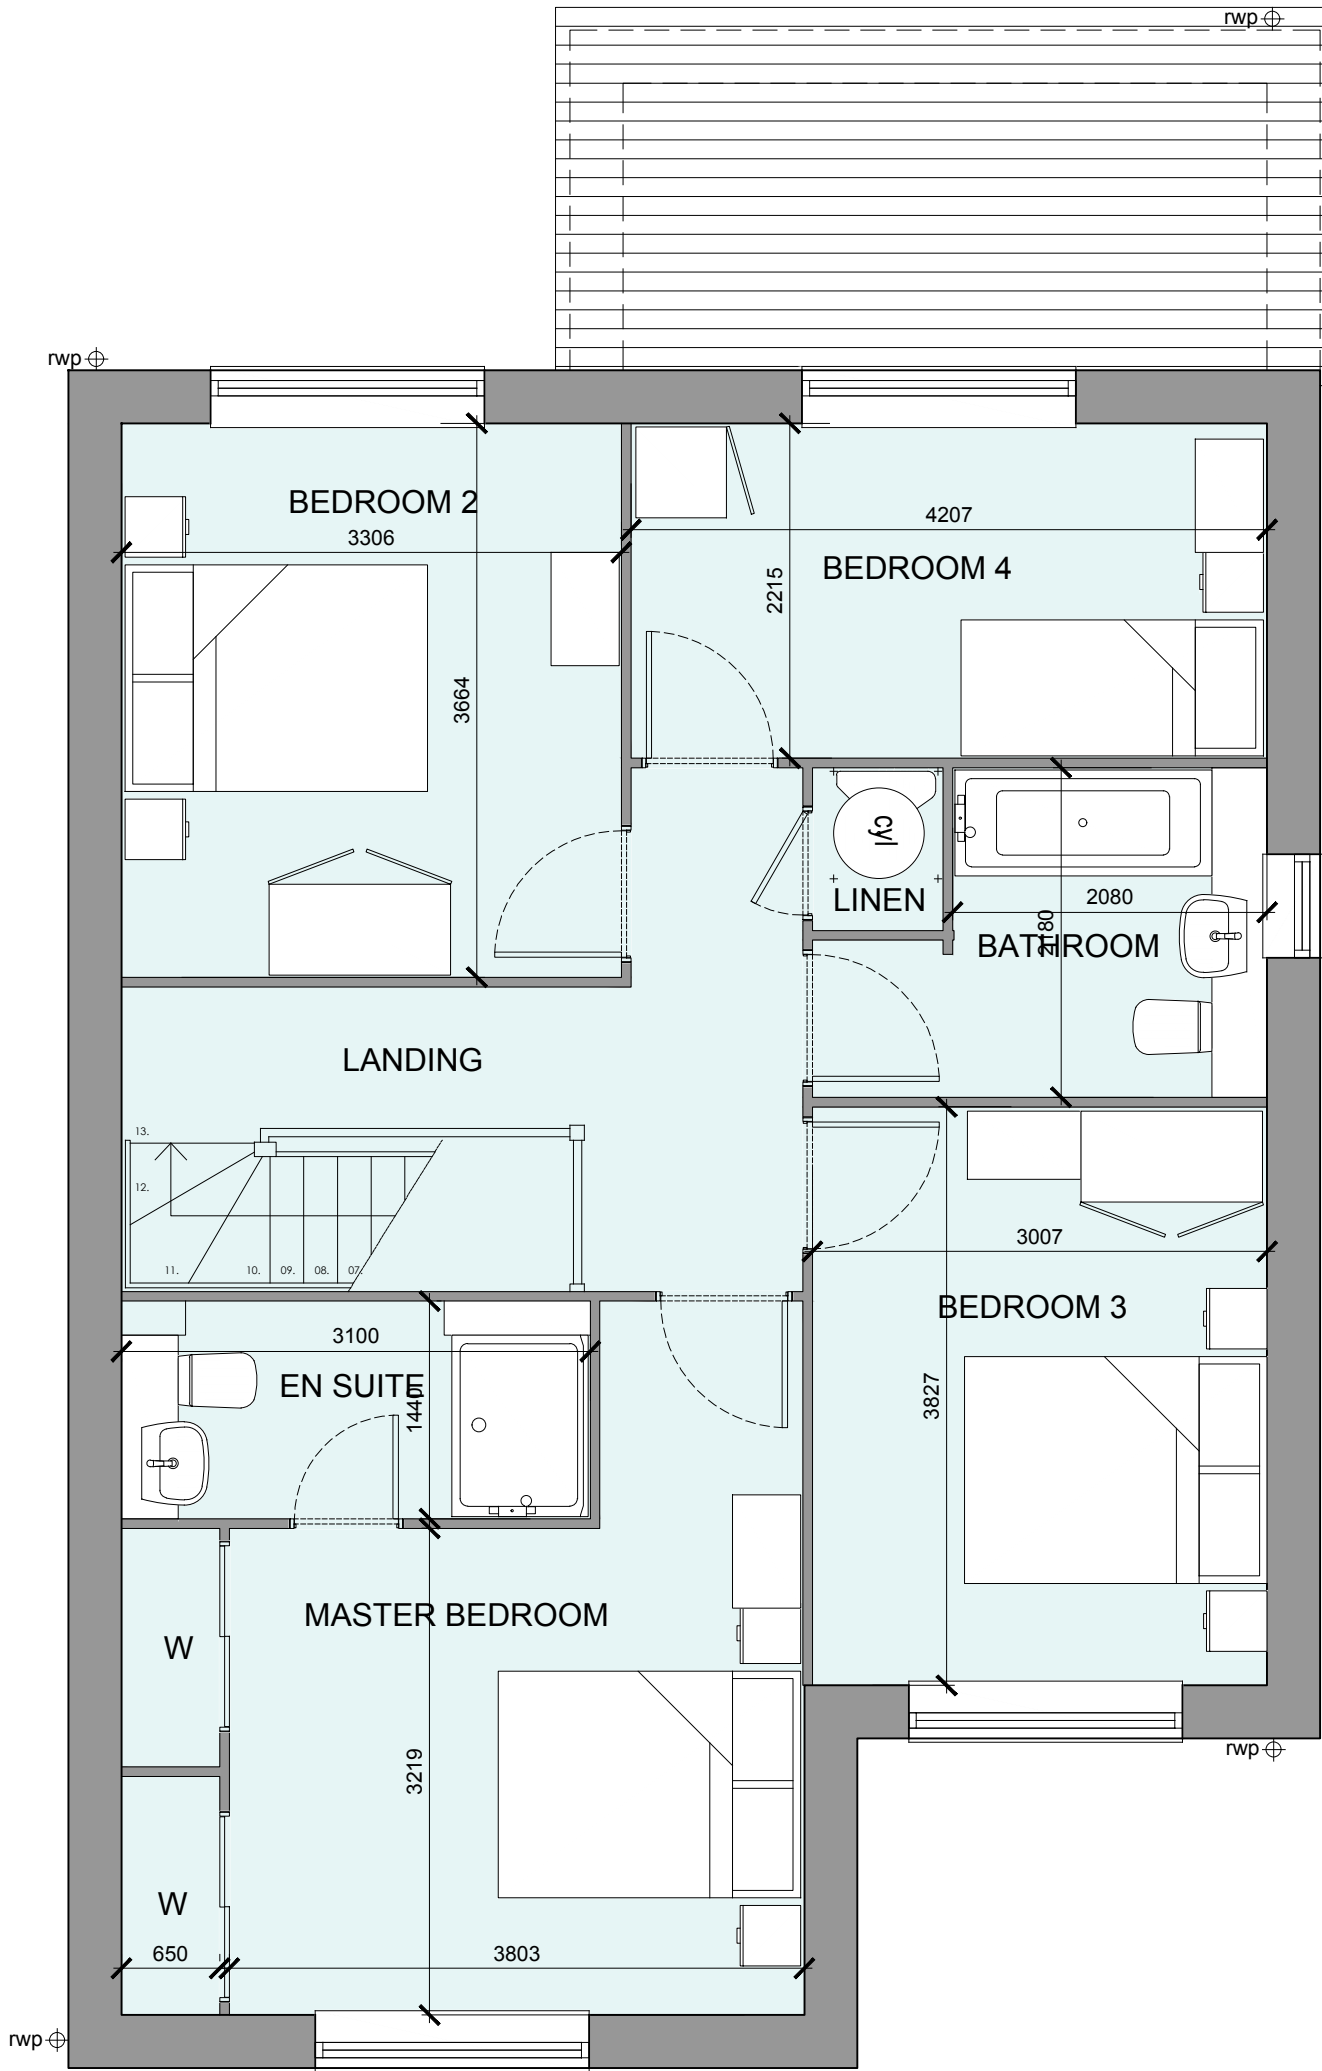 rwp
rwp
BEDROOM 2
3306
4207
BEDROOM 4
2215
3664
cyl
LINEN
2080
2180
BATHROOM
LANDING
13.
12.
11.
10.
09.
08.
07.
3007
BEDROOM 3
3100
EN SUITE
1440
3827
MASTER BEDROOM
W
3219
rwp
W
650
3803
rwp